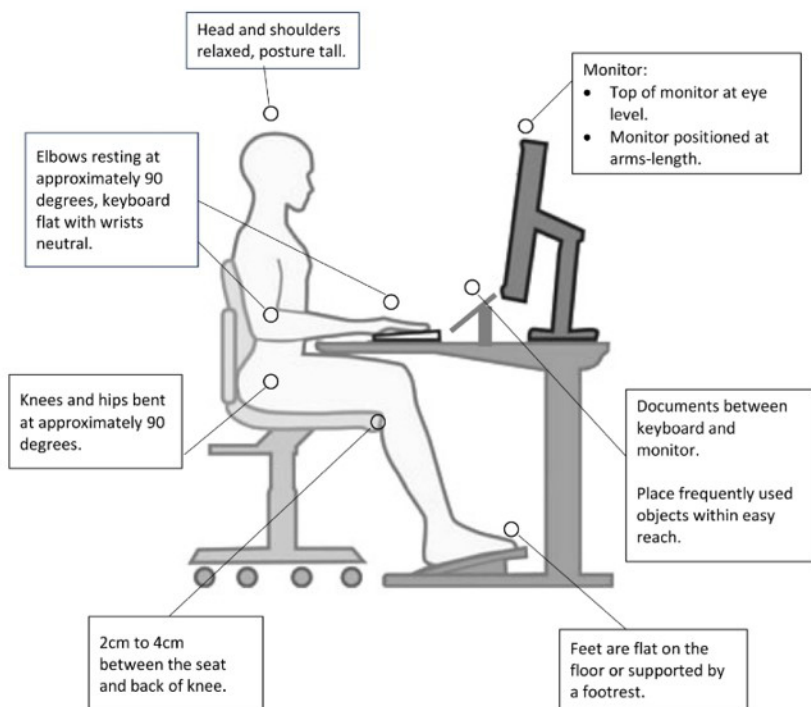 Head and shoulders
relaxed, posture tall.
Monitor:
• Top of monitor at eye
level.
• Monitor positioned at
arms-length.
Elbows resting at
approximately 90
degrees, keyboard
flat with wrists
neutral.
Knees and hips bent
at approximately 90
degrees.
Documents between
keyboard and
monitor.
Place frequently used
objects within easy
reach.
2cm to 4cm
between the seat
and back of knee.
Feet are flat on the
floor or supported by
a footrest.